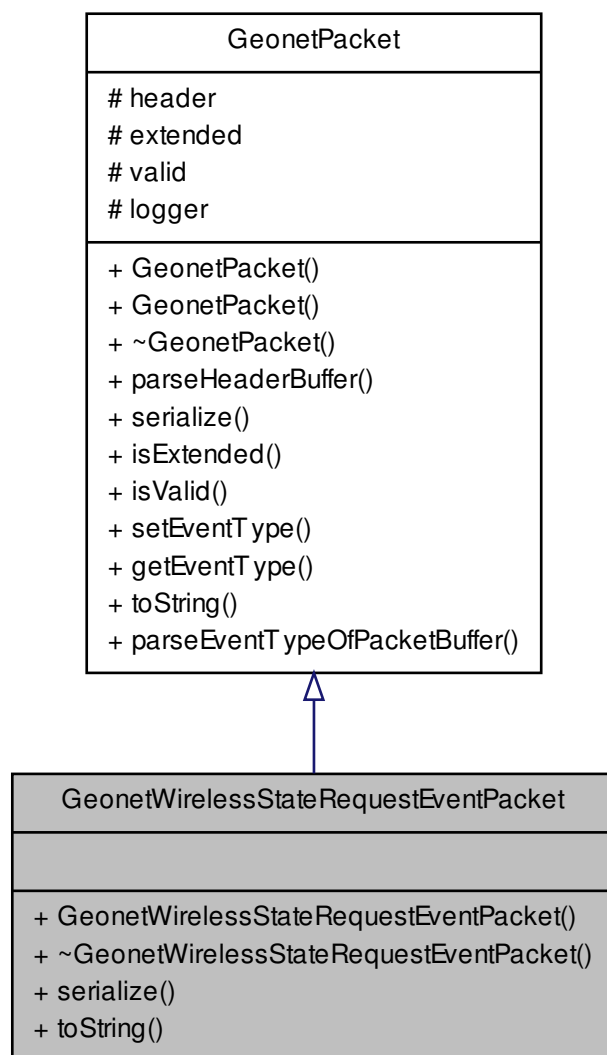 GeonetPacket
# header
# extended
# valid
# logger
+ GeonetPacket()
+ GeonetPacket()
+ ~GeonetPacket()
+ parseHeaderBuffer()
+ serialize()
+ isExtended()
+ isValid()
+ setEventType()
+ getEventType()
+ toString()
+ parseEventTypeOfPacketBuffer()
GeonetWirelessStateRequestEventPacket
+ GeonetWirelessStateRequestEventPacket()
+ ~GeonetWirelessStateRequestEventPacket()
+ serialize()
+ toString()